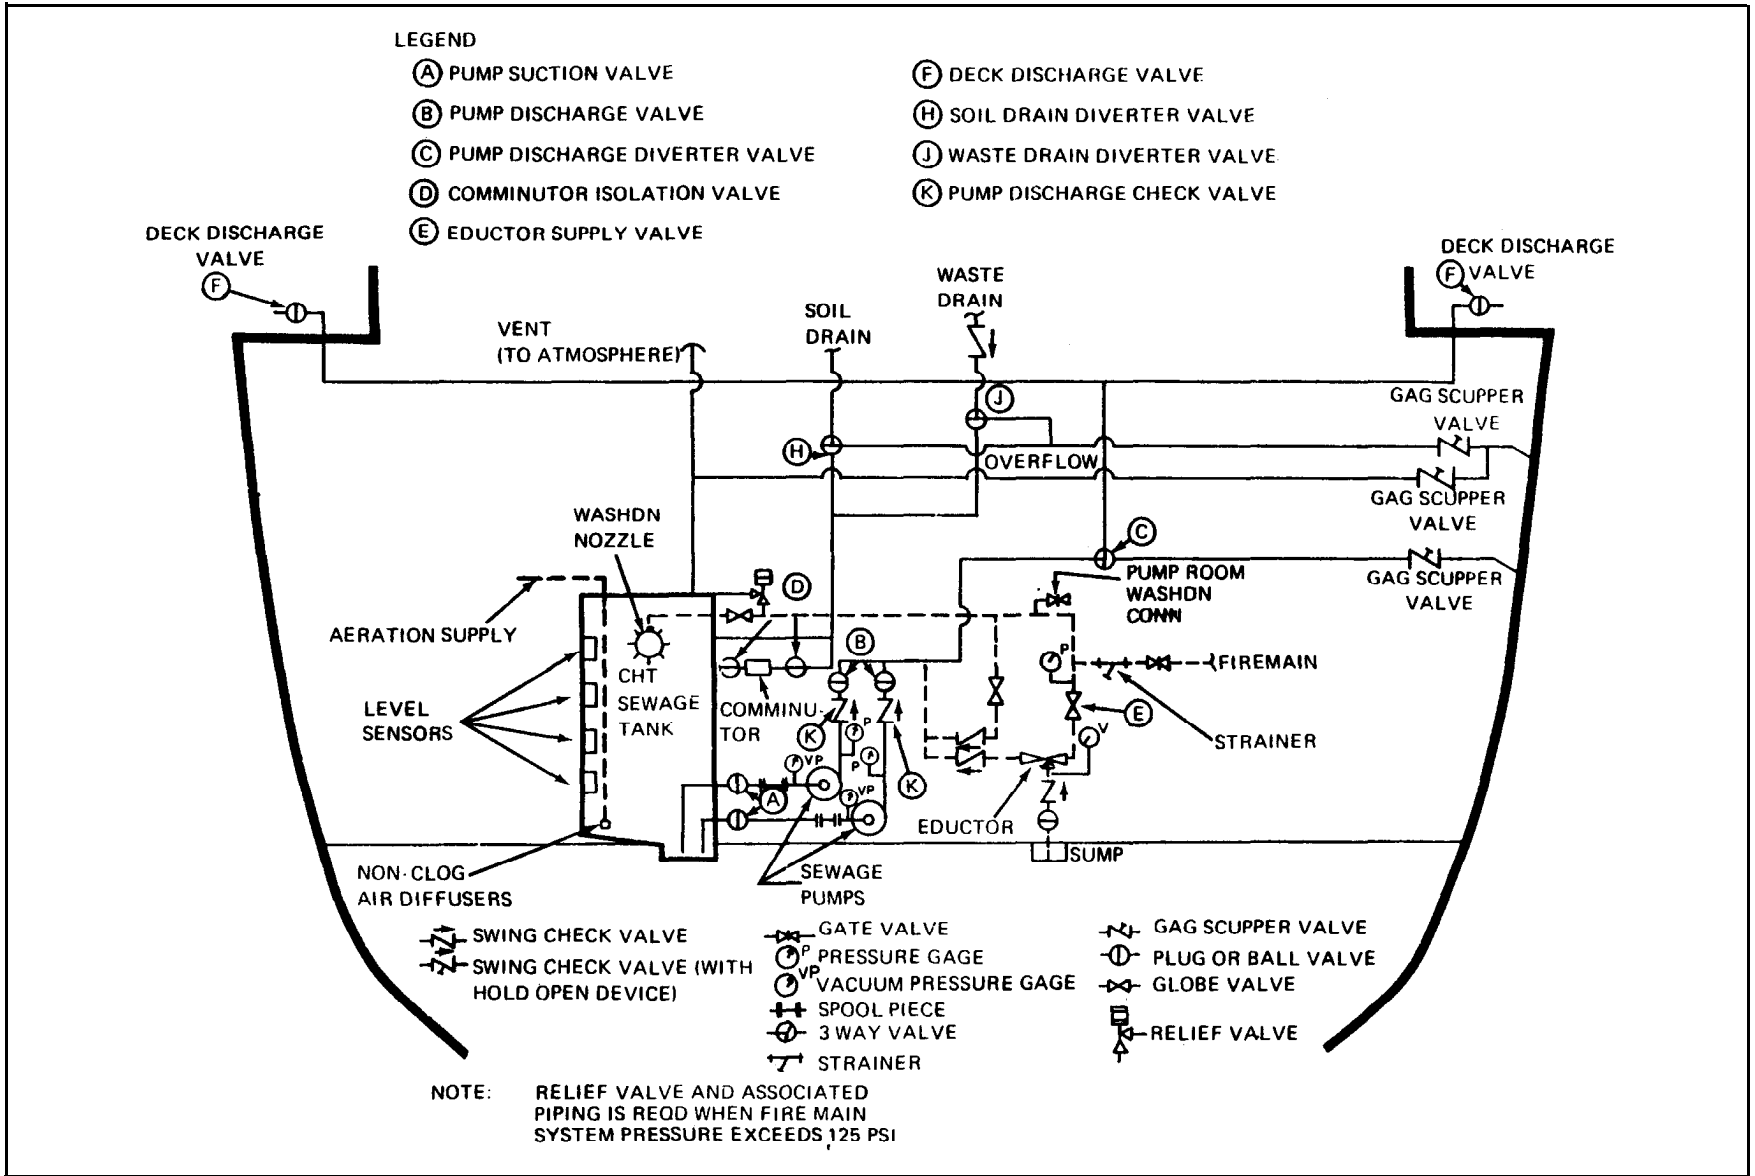 LEGEND
A PUMP SUCTION VALVE
B PUMP DISCHARGE VALVE
C PUMP DISCHARGE DIVERTER VALVE
D COMMINUTOR ISOLATION VALVE
E EDUCTOR SUPPLY VALVE
F DECK DISCHARGE VALVE
H SOIL DRAIN DIVERTER VALVE
J WASTE DRAIN DIVERTER VALVE
K PUMP DISCHARGE CHECK VALVE
DECK DISCHARGE
VALVE
F
DECK DISCHARGE
F VALVE
WASTE
DRAIN
SOIL
DRAIN
VENT
(TO ATMOSPHERE)
J
GAG SCUPPER
VALVE
H
OVERFLOW
GAG SCUPPER
VALVE
WASHDN
NOZZLE
C
D
PUMP ROOM
WASHDN
CONN
GAG SCUPPER
VALVE
AERATION SUPPLY
B
P
FIREMAIN
CHT
SEWAGE
TANK
LEVEL
SENSORS
COMMINU-
TOR
K
P
P
E
V
STRAINER
VP
A
VP
K
EDUCTOR
SUMP
NON-CLOG
AIR DIFFUSERS
SEWAGE
PUMPS
SWING CHECK VALVE
SWING CHECK VALVE (WITH
HOLD OPEN DEVICE)
GATE VALVE
P PRESSURE GAGE
VP VACUUM PRESSURE GAGE
SPOOL PIECE
3 WAY VALVE
STRAINER
GAG SCUPPER VALVE
PLUG OR BALL VALVE
GLOBE VALVE
RELIEF VALVE
NOTE: RELIEF VALVE AND ASSOCIATED
PIPING IS REQD WHEN FIRE MAIN
SYSTEM PRESSURE EXCEEDS 125 PSI